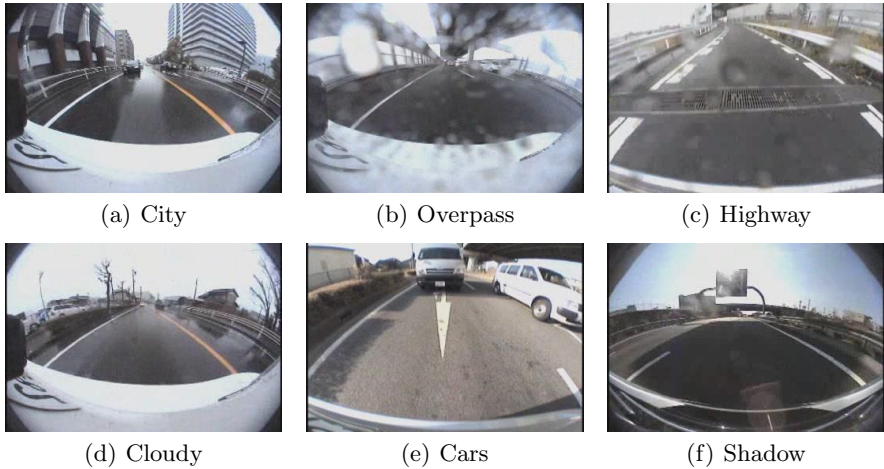 (a) City
(b) Overpass
(c) Highway
(d) Cloudy
(e) Cars
(f) Shadow